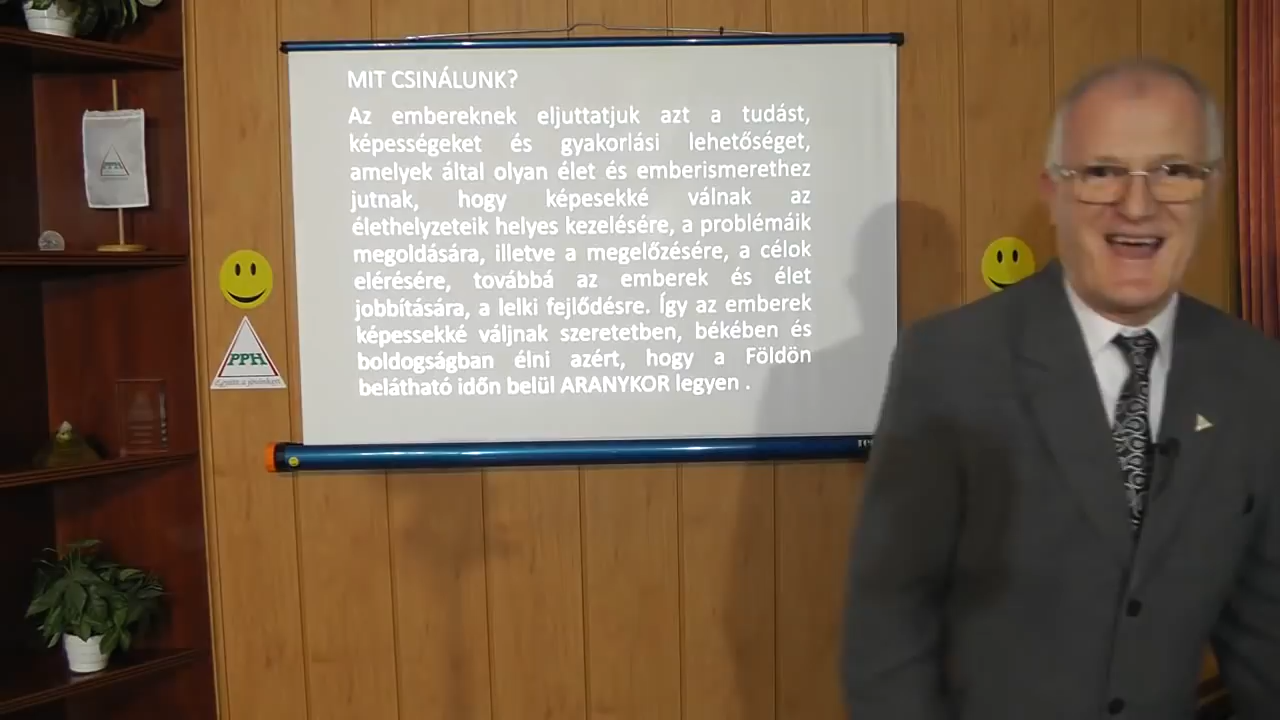 MIT CSINÁLUNK?
Az embereknek eljuttatjuk azt a tudást,
képességeket és gyakorlási lehetőséget,
amelyek által olyan élet és emberismerethez
jutnak, hogy képesekké válnak az
élethelyzeteik helyes kezelésére, a problémáik
megoldására, illetve a megelőzésére, a célok
elérésére, továbbá az emberek és élet
jobbítására, a lelki fejlődésre. Így az emberek
képessekké váljnak szeretetben, békében és
boldogságban élni azért, hogy a Földön
belátható időn belül ARANYKOR legyen .
PPH
PPH